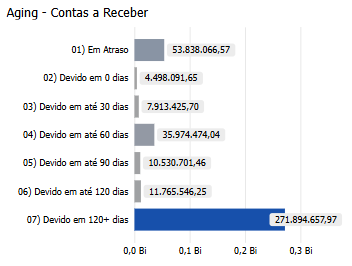 Aging - Contas a Receber
01) Em Atraso 53.838.066,57
02) Devido em 0 dias 4.498.091,65
03) Devido em até 30 dias 7.913.425,70
04) Devido em até 60 dias 35.974.474,04
05) Devido em até 90 dias 10.530.701,46
06) Devido em até 120 dias 11.765.546,25
07) Devido em 120+ dias 271.894.657,97
0,0 Bi 0,1 Bi 0,2 Bi 0,3 Bi